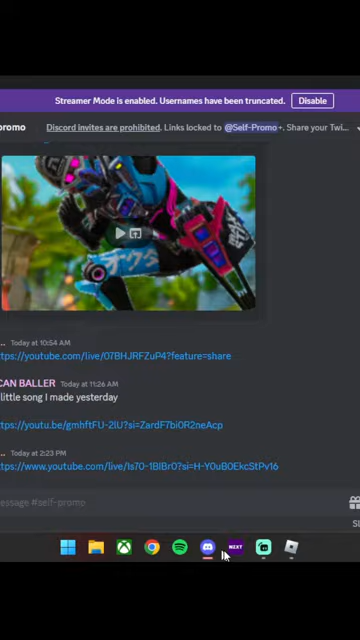 Streamer Mode is enabled. Usernames have been truncated. Disable
promo Discord invites are prohibited. Links locked to @Self-Promo+. Share your Twi...
... Today at 10:54 AM
ttps://youtube.com/live/07BHJRFZuP4?feature=share
CAN BALLER Today at 11:26 AM
little song I made yesterday
ttps://youtu.be/gmhftFU-2lU?si=ZardF7bi0R2neAcp
... Today at 2:23 PM
ttps://www.youtube.com/live/Is70-1BlBr0?si=H-Y0uB0EkcStPv16
essage #self-promo
SL
NEXT